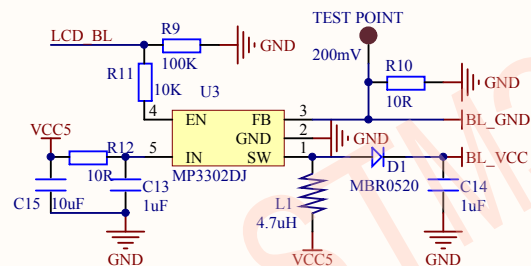 TEST POINT
LCD_BL R9 GND 200mV
100K R10 GND
R11 10K U3 10R
4 EN FB 3 BL_GND
VCC5 GND 2 GND
R12 5 IN SW 1 BL_VCC
10R MP3302DJ D1
C15 10uF C13 1uF L1 MBR0520 C14
4.7uH 1uF
GND VCC5 GND
STM